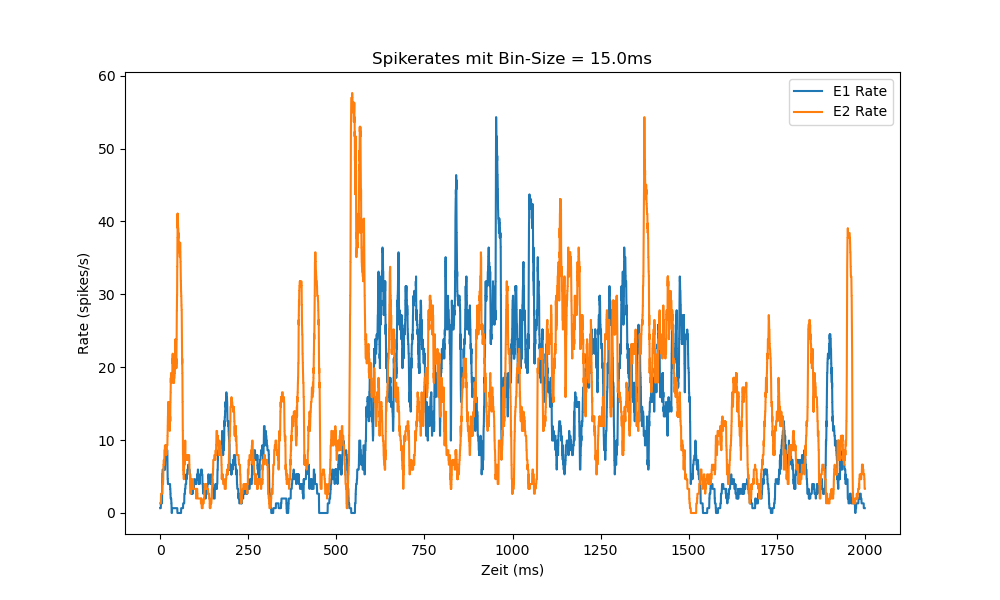 Spikerates mit Bin-Size = 15.0ms
60
50
40
30
20
10
0
Rate (spikes/s)
E1 Rate
E2 Rate
0 250 500 750 1000 1250 1500 1750 2000
Zeit (ms)